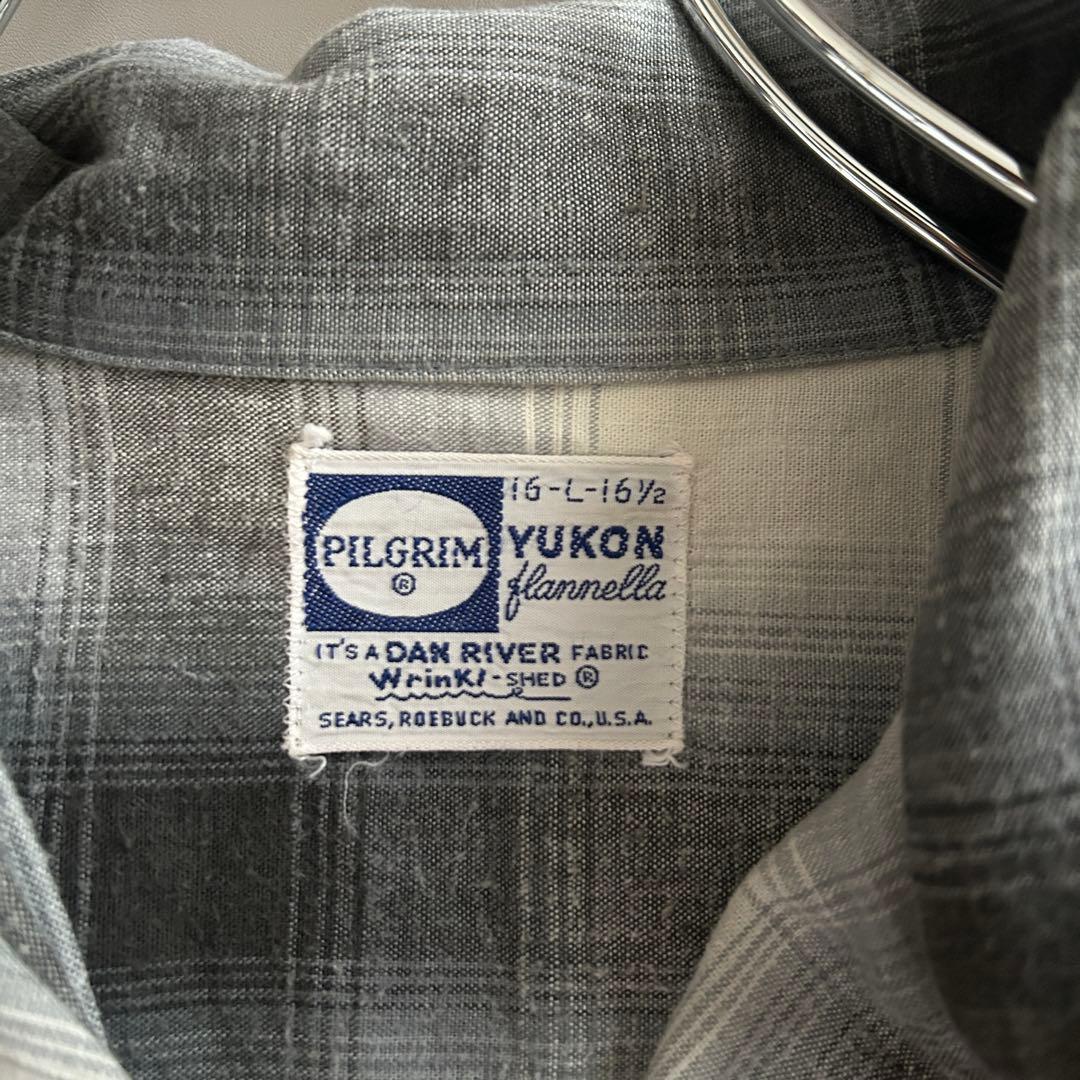 16-L-16½
PILGRIM
®
YUKON
flannella
IT'S A DAN RIVER FABRIC
Wrinkl-SHED ®
SEARS, ROEBUCK AND CO., U.S.A.